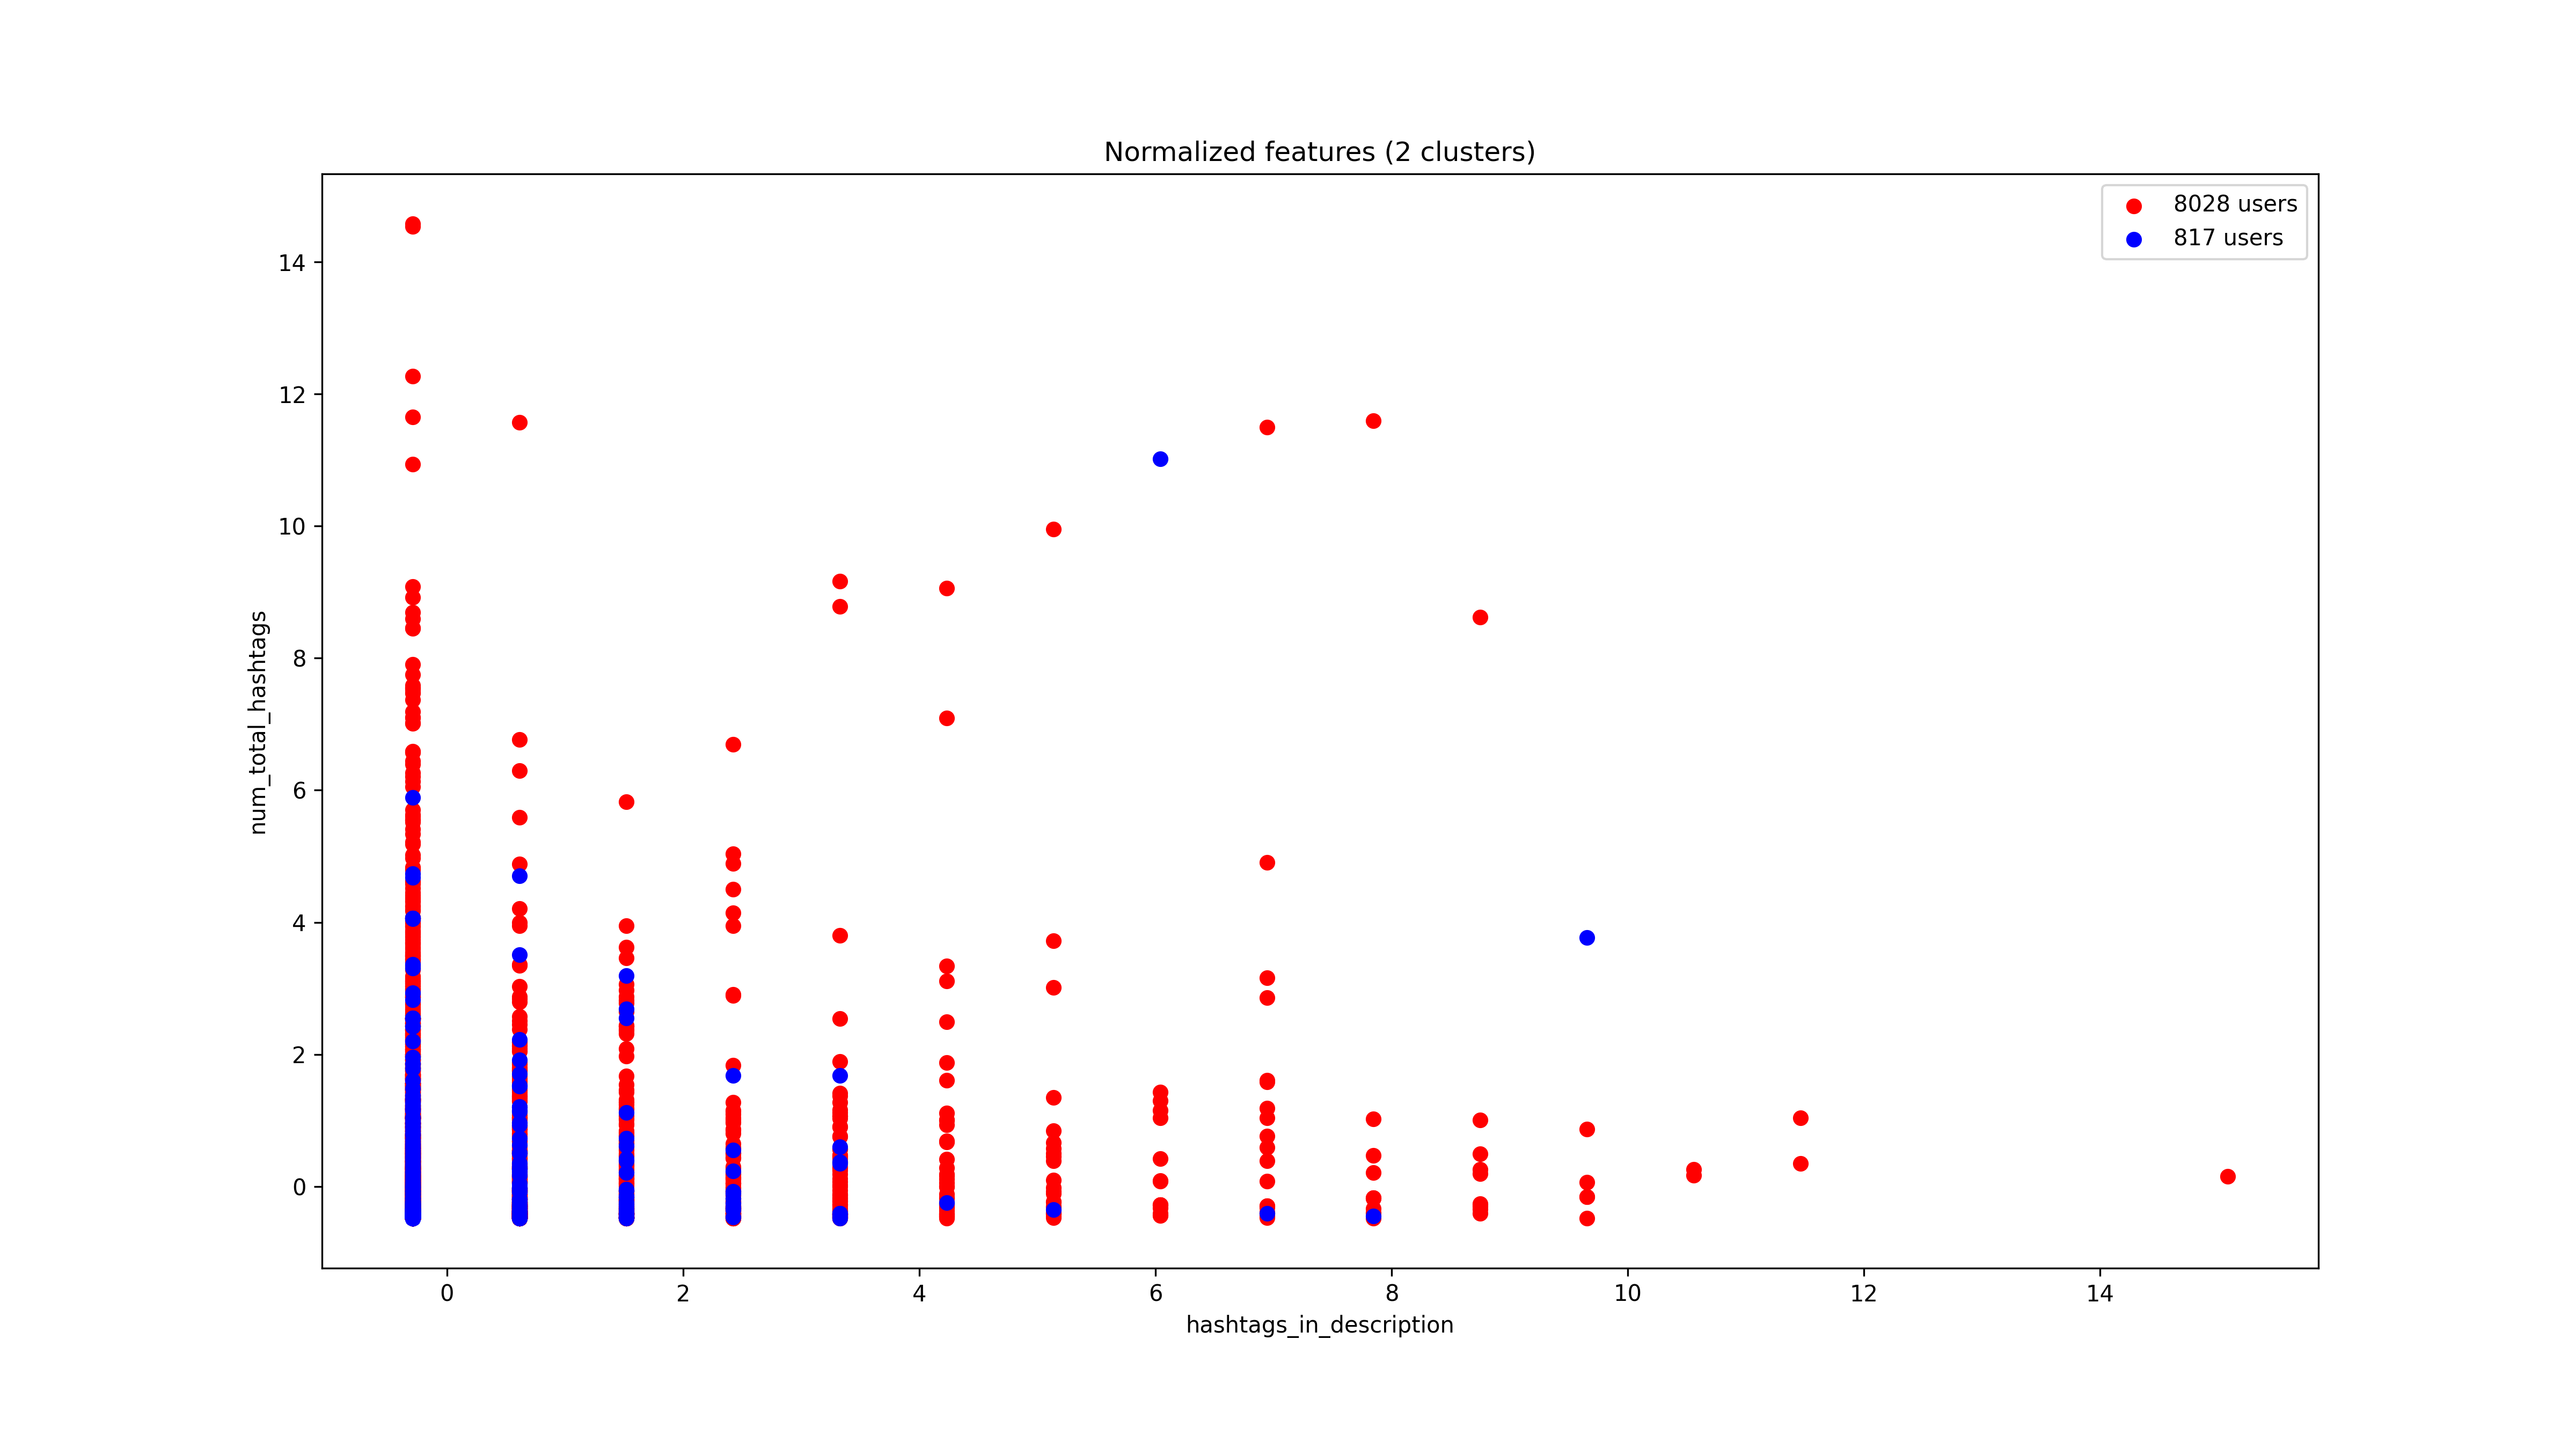 Normalized features (2 clusters)
8028 users
817 users
14
12
10
8
6
4
2
0
num_total_hashtags
0 2 4 6 8 10 12 14
hashtags_in_description